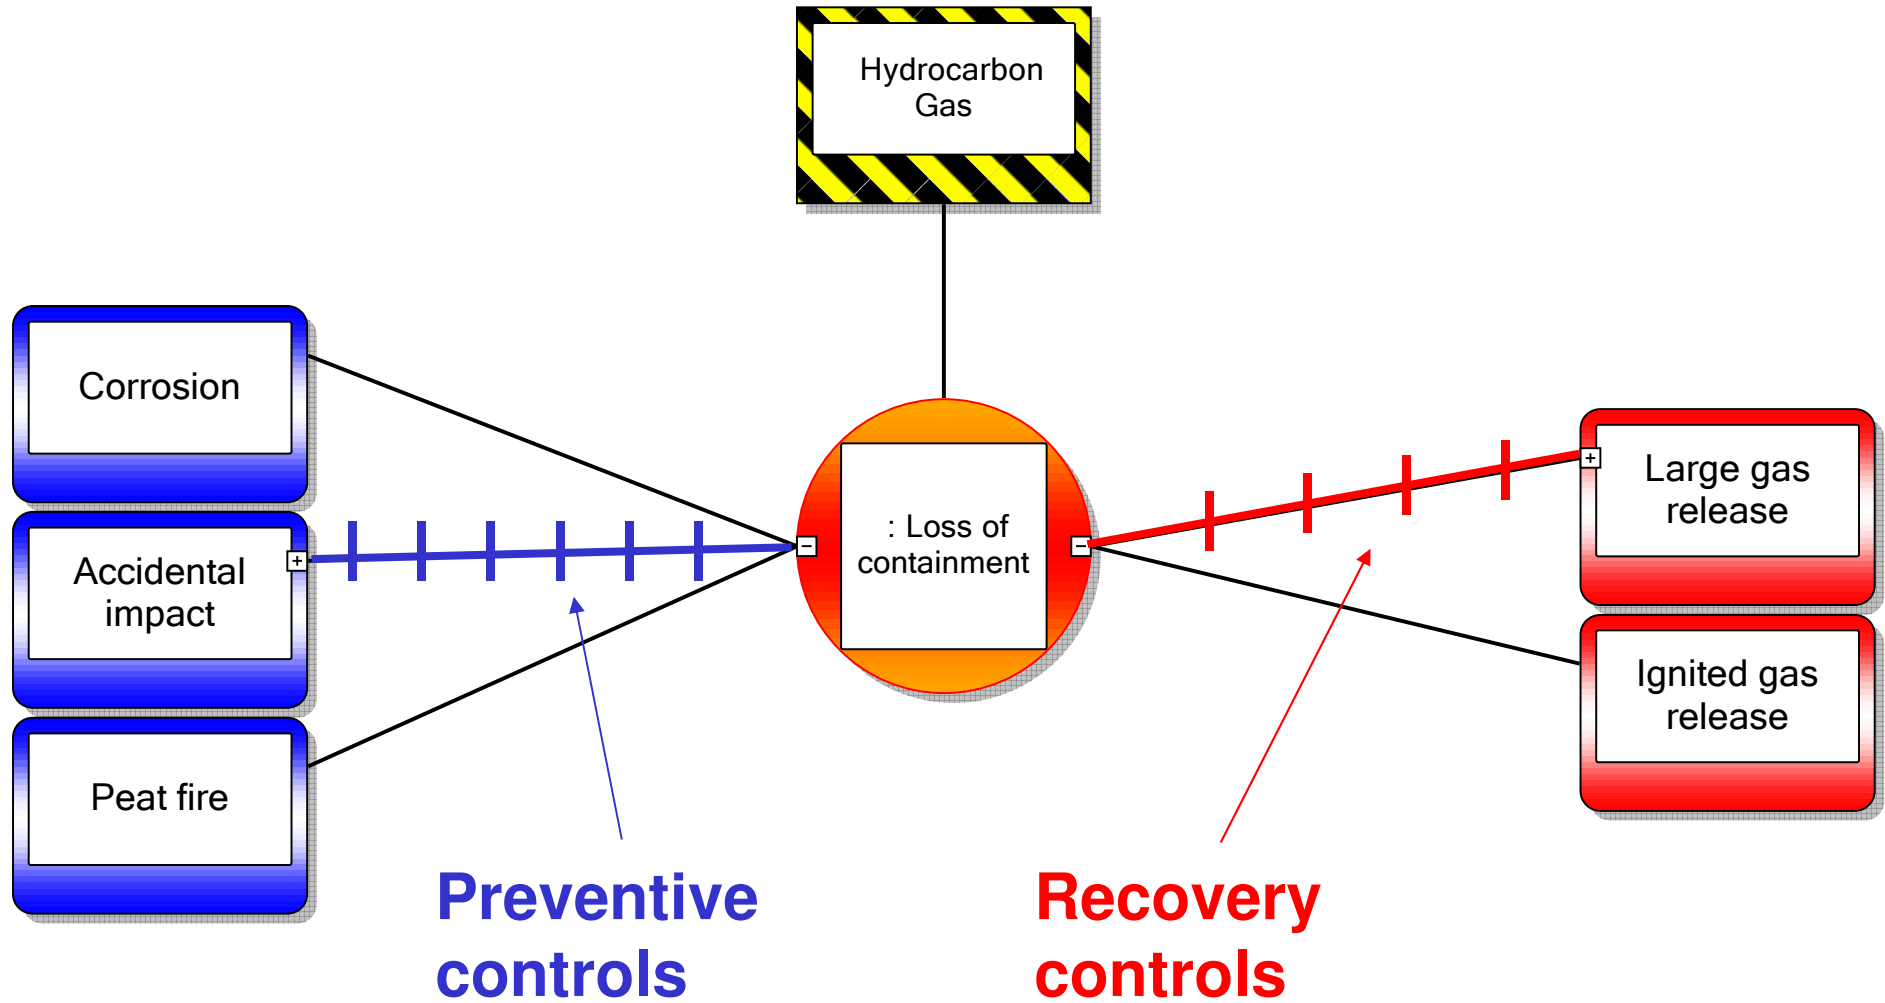 Hydrocarbon
Gas
Corrosion
Accidental
impact
Peat fire
: Loss of
containment
Large gas
release
Ignited gas
release
Preventive
controls
Recovery
controls